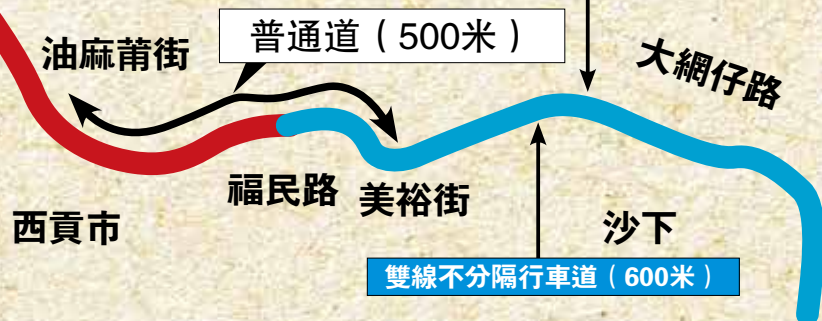 普通道（500米）
油麻莆街
大網仔路
福民路
美裕街
西貢市
沙下
雙線不分隔行車道（600米）